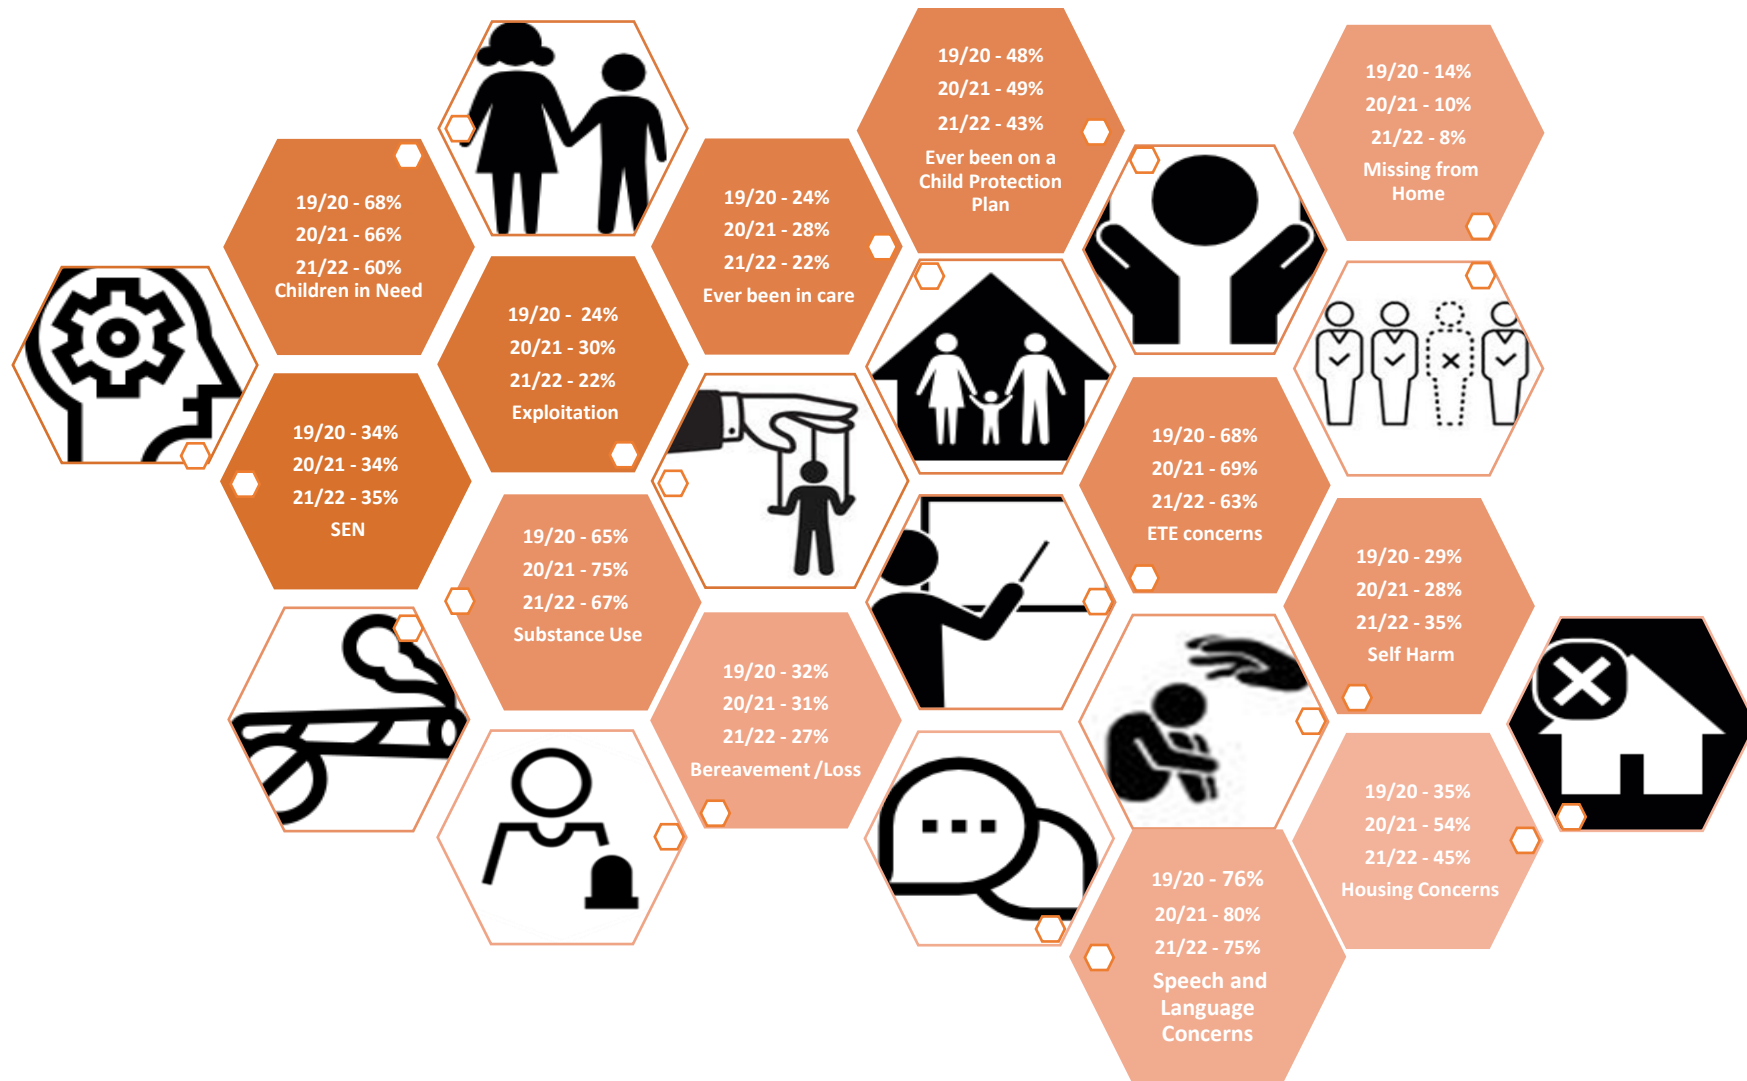 19/20 - 48%
20/21 - 49%
21/22 - 43%
Ever been on a
Child Protection
Plan
19/20 - 14%
20/21 - 10%
21/22 - 8%
Missing from
Home
19/20 - 68%
20/21 - 66%
21/22 - 60%
Children in Need
19/20 - 24%
20/21 - 28%
21/22 - 22%
Ever been in care
19/20 - 24%
20/21 - 30%
21/22 - 22%
Exploitation
19/20 - 34%
20/21 - 34%
21/22 - 35%
SEN
19/20 - 68%
20/21 - 69%
21/22 - 63%
ETE concerns
19/20 - 65%
20/21 - 75%
21/22 - 67%
Substance Use
19/20 - 29%
20/21 - 28%
21/22 - 35%
Self Harm
19/20 - 32%
20/21 - 31%
21/22 - 27%
Bereavement /Loss
19/20 - 35%
20/21 - 54%
21/22 - 45%
Housing Concerns
19/20 - 76%
20/21 - 80%
21/22 - 75%
Speech and
Language
Concerns